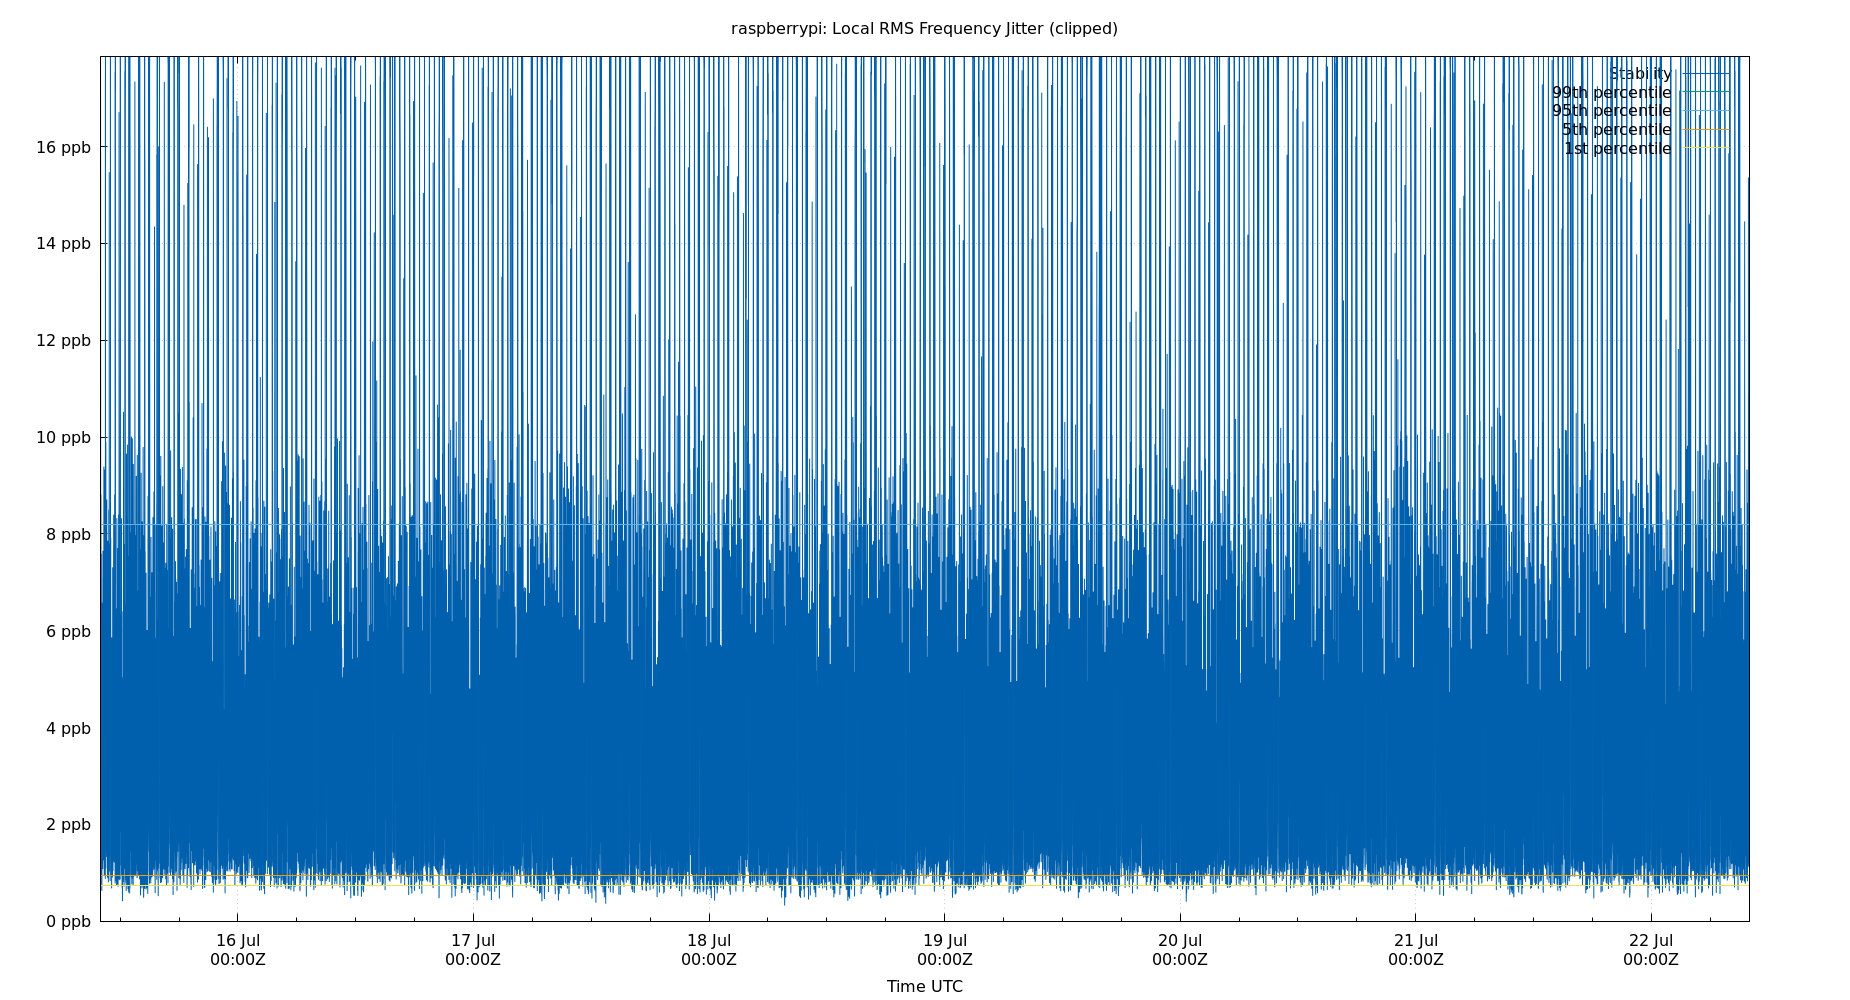 raspberrypi: Local RMS Frequency Jitter (clipped)
Stability
99th percentile
95th percentile
5th percentile
1st percentile
16 ppb
14 ppb
12 ppb
10 ppb
8 ppb
6 ppb
4 ppb
2 ppb
0 ppb
16 Jul 17 Jul 18 Jul 19 Jul 20 Jul 21 Jul 22 Jul
00:00Z 00:00Z 00:00Z 00:00Z 00:00Z 00:00Z 00:00Z
Time UTC